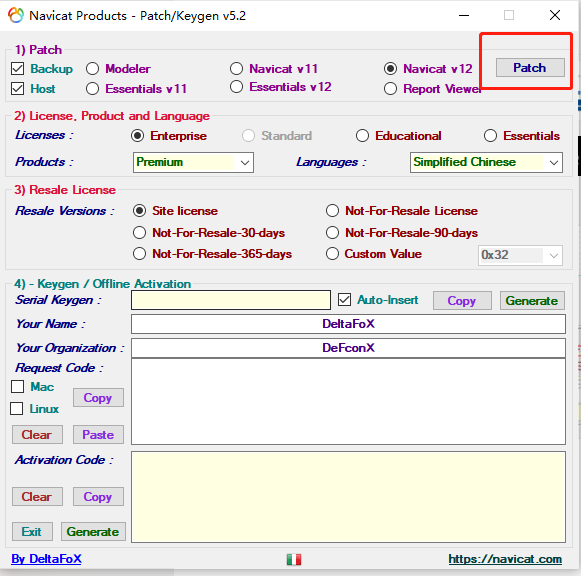 Navicat Products - Patch/Keygen v5.2
1) Patch
Backup Modeler Navicat v11 Navicat v12 Patch
Host Essentials v11 Essentials v12 Report Viewer
2) License, Product and Language
Licenses : Enterprise Standard Educational Essentials
Products : Premium Languages : Simplified Chinese
3) Resale License
Resale Versions : Site license Not-For-Resale License
Not-For-Resale-30-days Not-For-Resale-90-days
Not-For-Resale-365-days Custom Value 0x32
4) - Keygen / Offline Activation
Serial Keygen : Auto-Insert Copy Generate
Your Name : DeltaFoX
Your Organization : DeFconX
Request Code :
Mac
Copy
Linux
Clear Paste
Activation Code :
Clear Copy
Exit Generate
By DeltaFoX https://navicat.com